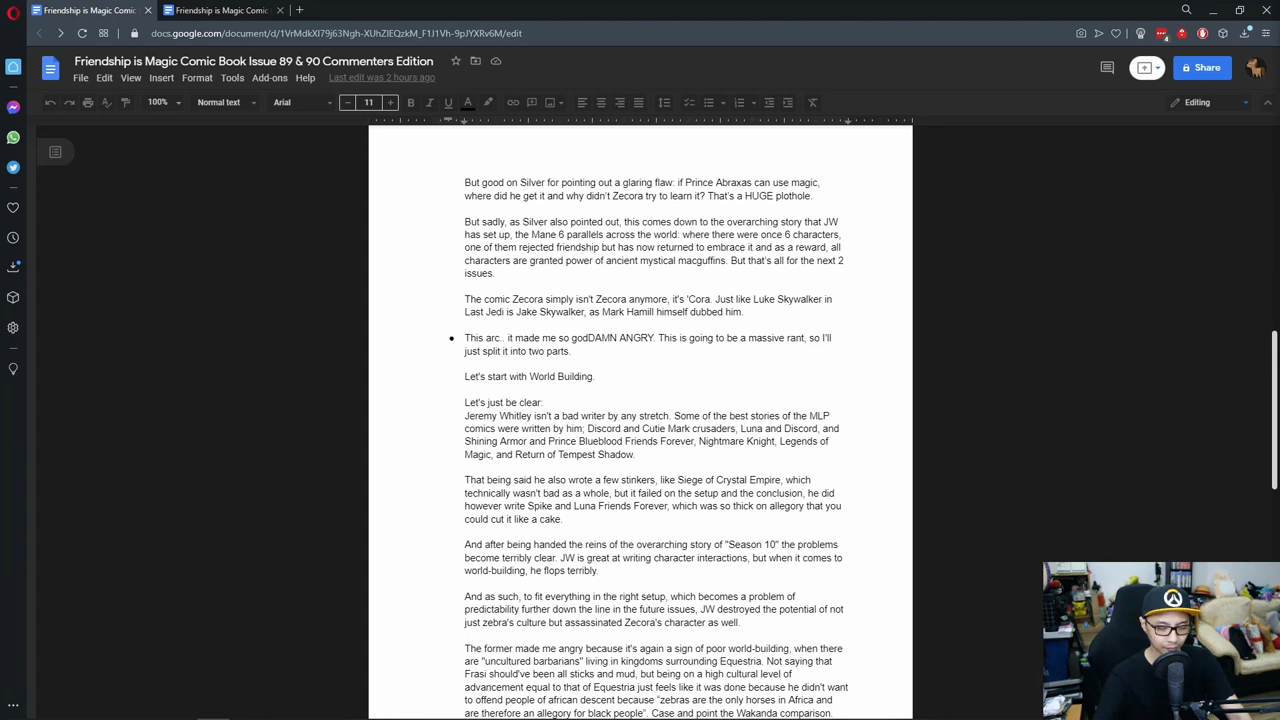 Friendship is Magic Comic
Friendship is Magic Comic
docs.google.com/document/d/1VrMdkXl79j63Ngh-XUhZlEQzkM_F1J1Vh-9pJYXRv6M/edit
Friendship is Magic Comic Book Issue 89 & 90 Commenters Edition
Share
File Edit View Insert Format Tools Add-ons Help Last edit was 2 hours ago
100% Normal text Arial 11 Editing
But good on Silver for pointing out a glaring flaw: if Prince Abraxas can use magic,
where did he get it and why didn't Zecora try to learn it? That's a HUGE plothole.
But sadly, as Silver also pointed out, this comes down to the overarching story that JW
has set up, the Mane 6 parallels across the world: where there were once 6 characters,
one of them rejected friendship but has now returned to embrace it and as a reward, all
characters are granted power of ancient mystical macguffins. But that's all for the next 2
issues.
The comic Zecora simply isn't Zecora anymore, it's 'Cora. Just like Luke Skywalker in
Last Jedi is Jake Skywalker, as Mark Hamill himself dubbed him.
● This arc.. it made me so godDAMN ANGRY. This is going to be a massive rant, so I'll
just split it into two parts.
Let's start with World Building.
Let's just be clear:
Jeremy Whitley isn't a bad writer by any stretch. Some of the best stories of the MLP
comics were written by him; Discord and Cutie Mark crusaders, Luna and Discord, and
Shining Armor and Prince Blueblood Friends Forever, Nightmare Knight, Legends of
Magic, and Return of Tempest Shadow.
That being said he also wrote a few stinkers, like Siege of Crystal Empire, which
technically wasn't bad as a whole, but it failed on the setup and the conclusion, he did
however write Spike and Luna Friends Forever, which was so thick on allegory that you
could cut it like a cake.
And after being handed the reins of the overarching story of "Season 10" the problems
become terribly clear. JW is great at writing character interactions, but when it comes to
world-building, he flops terribly.
And as such, to fit everything in the right setup, which becomes a problem of
predictability further down the line in the future issues, JW destroyed the potential of not
just zebra's culture but assassinated Zecora's character as well.
The former made me angry because it's again a sign of poor world-building, when there
are "uncultured barbarians" living in kingdoms surrounding Equestria. Not saying that
Frasi should've been all sticks and mud, but being on a high cultural level of
advancement equal to that of Equestria just feels like it was done because he didn't want
to offend people of african descent because "zebras are the only horses in Africa and
are therefore an allegory for black people". Case and point the Wakanda comparison.